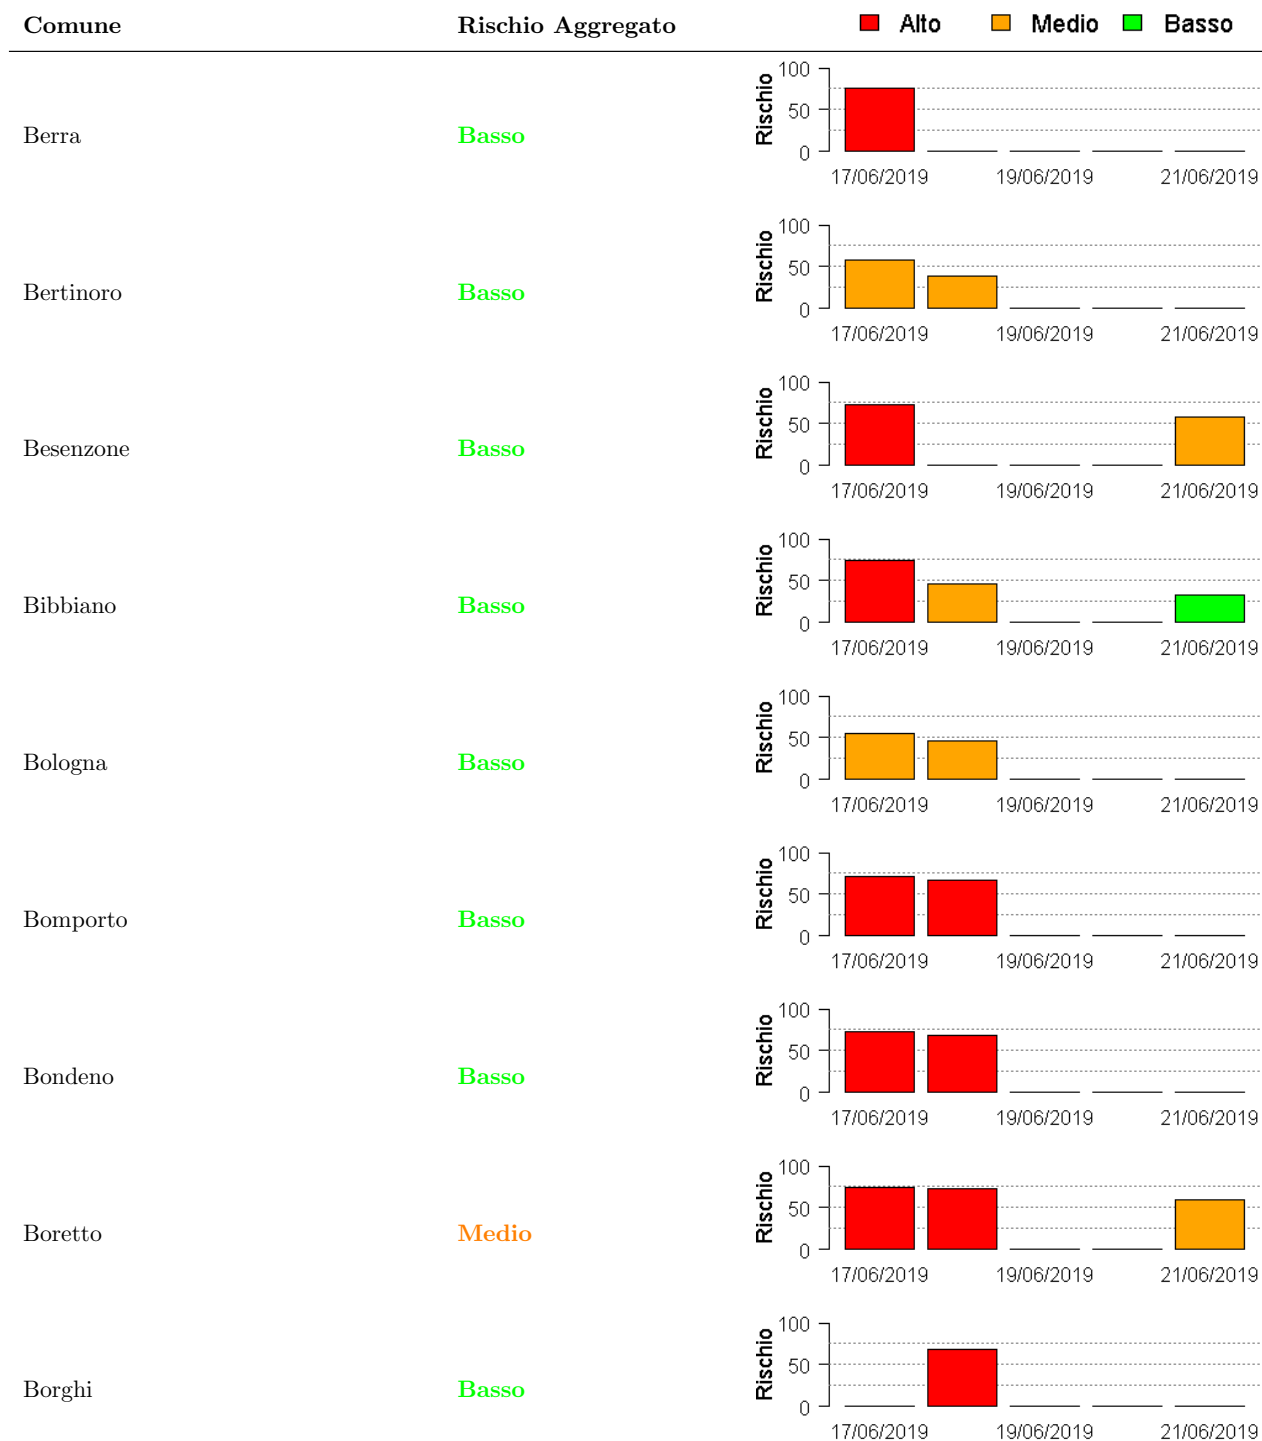 Comune Rischio Aggregato Alto Medio Basso
100
50
0
Rischio
Berra Basso
17/06/2019 19/06/2019 21/06/2019
100
50
0
Rischio
Bertinoro Basso
17/06/2019 19/06/2019 21/06/2019
100
50
0
Rischio
Besenzone Basso
17/06/2019 19/06/2019 21/06/2019
100
50
0
Rischio
Bibbiano Basso
17/06/2019 19/06/2019 21/06/2019
100
50
0
Rischio
Bologna Basso
17/06/2019 19/06/2019 21/06/2019
100
50
0
Rischio
Bomporto Basso
17/06/2019 19/06/2019 21/06/2019
100
50
0
Rischio
Bondeno Basso
17/06/2019 19/06/2019 21/06/2019
100
50
0
Rischio
Boretto Medio
17/06/2019 19/06/2019 21/06/2019
100
50
0
Rischio
Borghi Basso
17/06/2019 19/06/2019 21/06/2019